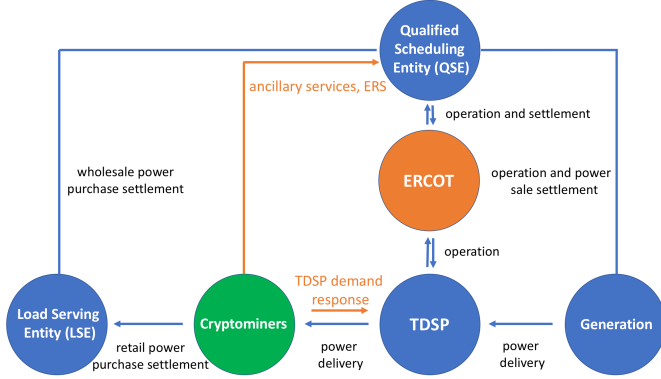 Qualified
Scheduling
Entity (QSE)
ancillary services, ERS
operation and settlement
wholesale power
purchase settlement
ERCOT
operation and power
sale settlement
operation
TDSP demand
response
Load Serving
Entity (LSE)
Cryptominers
TDSP
Generation
retail power
purchase settlement
power
delivery
power
delivery